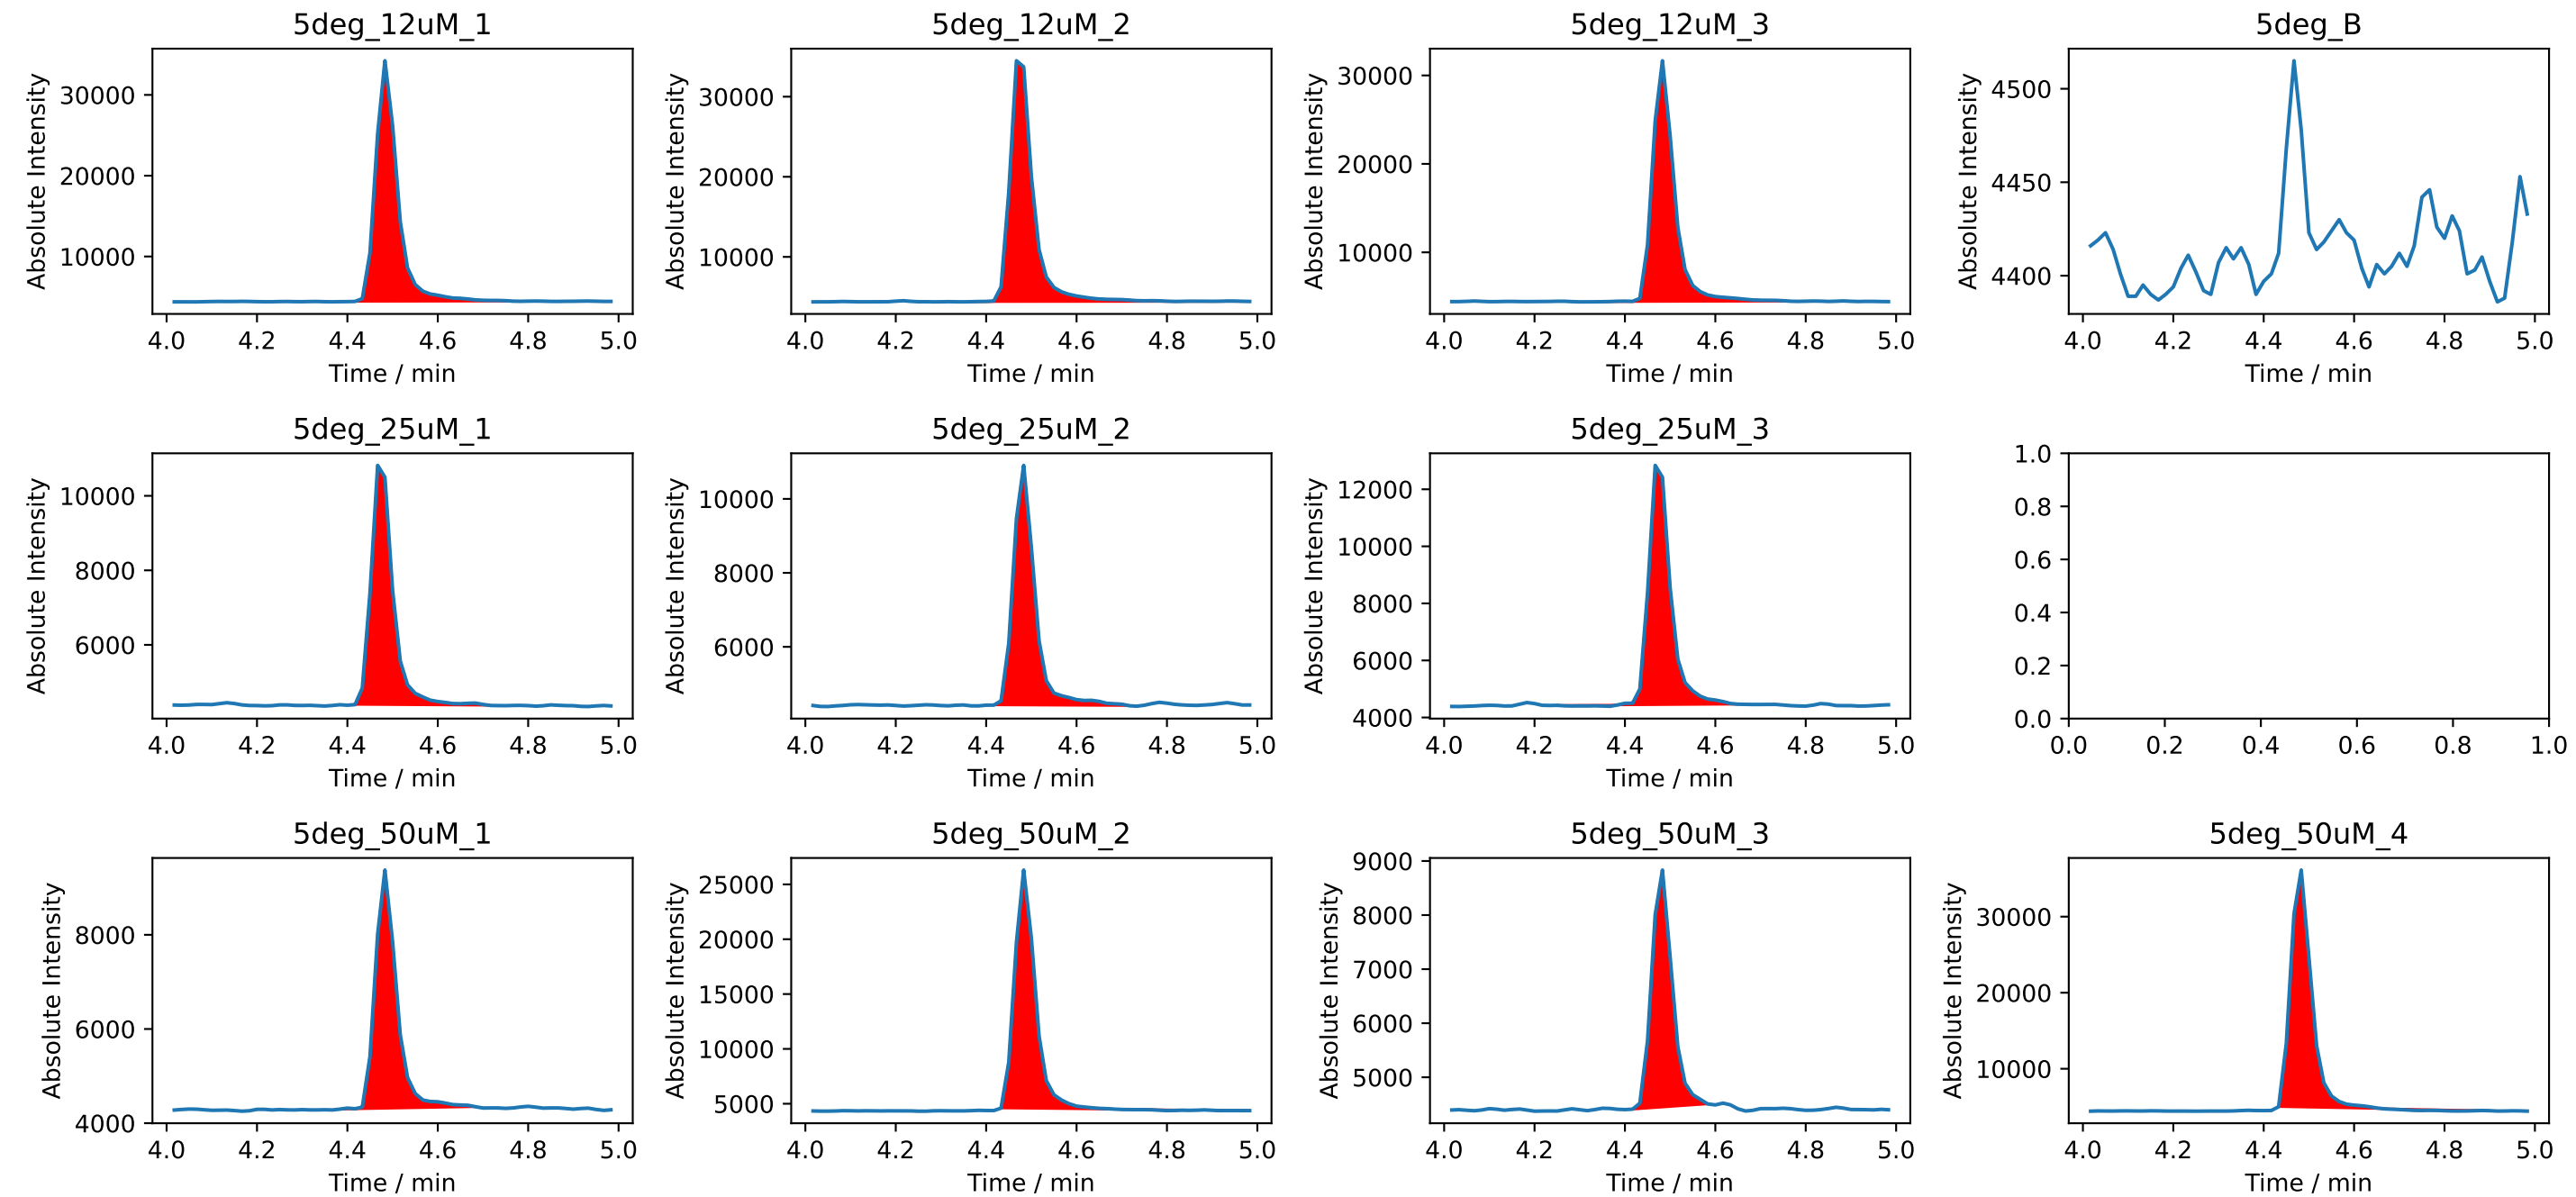 5deg_12uM_1
Absolute Intensity
30000
20000
10000
4.0 4.2 4.4 4.6 4.8 5.0
Time / min
5deg_12uM_2
Absolute Intensity
30000
20000
10000
4.0 4.2 4.4 4.6 4.8 5.0
Time / min
5deg_12uM_3
Absolute Intensity
30000
20000
10000
4.0 4.2 4.4 4.6 4.8 5.0
Time / min
5deg_B
Absolute Intensity
4500
4450
4400
4.0 4.2 4.4 4.6 4.8 5.0
Time / min
5deg_25uM_1
Absolute Intensity
10000
8000
6000
4.0 4.2 4.4 4.6 4.8 5.0
Time / min
5deg_25uM_2
Absolute Intensity
10000
8000
6000
4.0 4.2 4.4 4.6 4.8 5.0
Time / min
5deg_25uM_3
Absolute Intensity
12000
10000
8000
6000
4000
4.0 4.2 4.4 4.6 4.8 5.0
Time / min
1.0
0.8
0.6
0.4
0.2
0.0
0.0 0.2 0.4 0.6 0.8 1.0
5deg_50uM_1
Absolute Intensity
8000
6000
4000
4.0 4.2 4.4 4.6 4.8 5.0
Time / min
5deg_50uM_2
Absolute Intensity
25000
20000
15000
10000
5000
4.0 4.2 4.4 4.6 4.8 5.0
Time / min
5deg_50uM_3
Absolute Intensity
9000
8000
7000
6000
5000
4.0 4.2 4.4 4.6 4.8 5.0
Time / min
5deg_50uM_4
Absolute Intensity
30000
20000
10000
4.0 4.2 4.4 4.6 4.8 5.0
Time / min